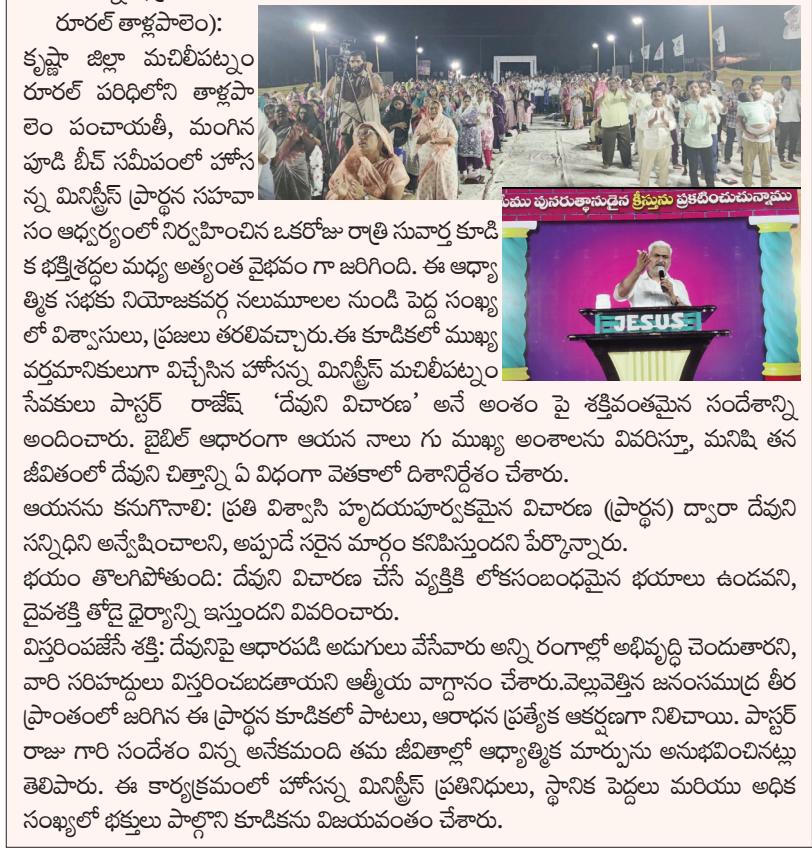 రూరల్ తాళ్లపాలెం):
కృష్ణా జిల్లా మచిలీపట్నం
రూరల్ పరిధిలోని తాళ్లపా
లెం పంచాయతీ, మంగిన
పూడి బీచ్ సమీపంలో హోస
న్న మినిస్ట్రీస్ ప్రార్థన సహవా
సం ఆధ్వర్యంలో నిర్వహించిన ఒకరోజు రాత్రి సువార్త కూడి
క భక్తిశ్రద్ధల మధ్య అత్యంత వైభవం గా జరిగింది. ఈ ఆధ్యా
త్మిక సభకు నియోజకవర్గ నలుమూలల నుండి పెద్ద సంఖ్య
లో విశ్వాసులు, ప్రజలు తరలివచ్చారు.ఈ కూడికలో ముఖ్య
వర్తమానికులుగా విచ్చేసిన హోసన్న మినిస్ట్రీస్ మచిలీపట్నం
సేవకులు పాస్టర్ రాజేష్ ‘దేవుని విచారణ’ అనే అంశం పై శక్తివంతమైన సందేశాన్ని
అందించారు. బైబిల్ ఆధారంగా ఆయన నాలు గు ముఖ్య అంశాలను వివరిస్తూ, మనిషి తన
జీవితంలో దేవుని చిత్తాన్ని ఏ విధంగా వెతకాలో దిశానిర్దేశం చేశారు.
ఆయనను కనుగొనాలి: ప్రతి విశ్వాసి హృదయపూర్వకమైన విచారణ (ప్రార్థన) ద్వారా దేవుని
సన్నిధిని అన్వేషించాలని, అప్పుడే సరైన మార్గం కనిపిస్తుందని పేర్కొన్నారు.
భయం తొలగిపోతుంది: దేవుని విచారణ చేసే వ్యక్తికి లోకసంబంధమైన భయాలు ఉండవని,
దైవశక్తి తోడై ధైర్యాన్ని ఇస్తుందని వివరించారు.
విస్తరింపజేసే శక్తి: దేవునిపై ఆధారపడి అడుగులు వేసేవారు అన్ని రంగాల్లో అభివృద్ధి చెందుతారని,
వారి సరిహద్దులు విస్తరించబడతాయని ఆత్మీయ వాగ్దానం చేశారు.వెల్లువెత్తిన జనంసముద్ర తీర
ప్రాంతంలో జరిగిన ఈ ప్రార్థన కూడికలో పాటలు, ఆరాధన ప్రత్యేక ఆకర్షణగా నిలిచాయి. పాస్టర్
రాజు గారి సందేశం విన్న అనేకమంది తమ జీవితాల్లో ఆధ్యాత్మిక మార్పును అనుభవించినట్లు
తెలిపారు. ఈ కార్యక్రమంలో హోసన్న మినిస్ట్రీస్ ప్రతినిధులు, స్థానిక పెద్దలు మరియు అధిక
సంఖ్యలో భక్తులు పాల్గొని కూడికను విజయవంతం చేశారు.
పునరుత్థానుడైన క్రీస్తును ప్రకటించుచున్నాము
JESUS